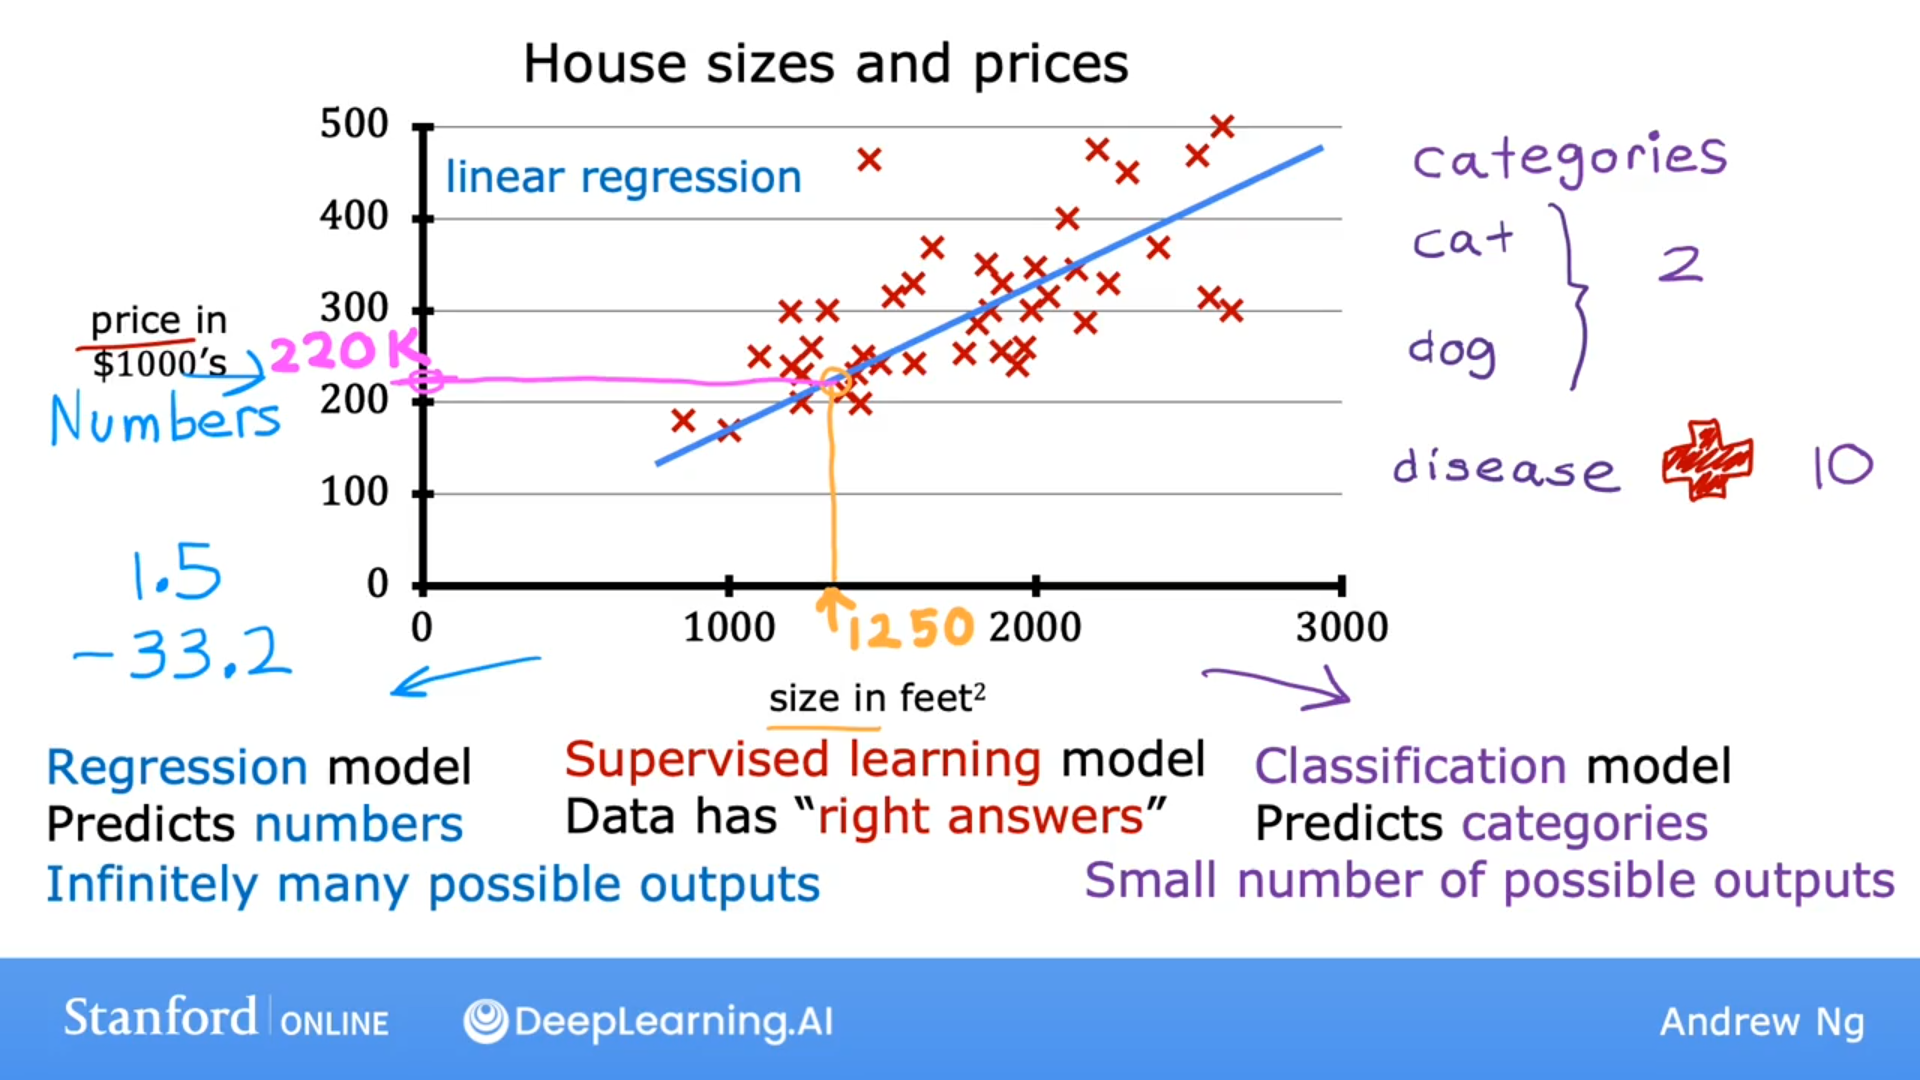 House sizes and prices
500
linear regression
400
300
200
100
0
price in
$1000's
220K
Numbers
1.5
-33.2
0
1000
1250
2000
3000
size in feet²
categories
cat
dog
2
disease
10
Regression model
Predicts numbers
Infinitely many possible outputs
Supervised learning model
Data has “right answers”
Classification model
Predicts categories
Small number of possible outputs
Stanford ONLINE
DeepLearning.AI
Andrew Ng